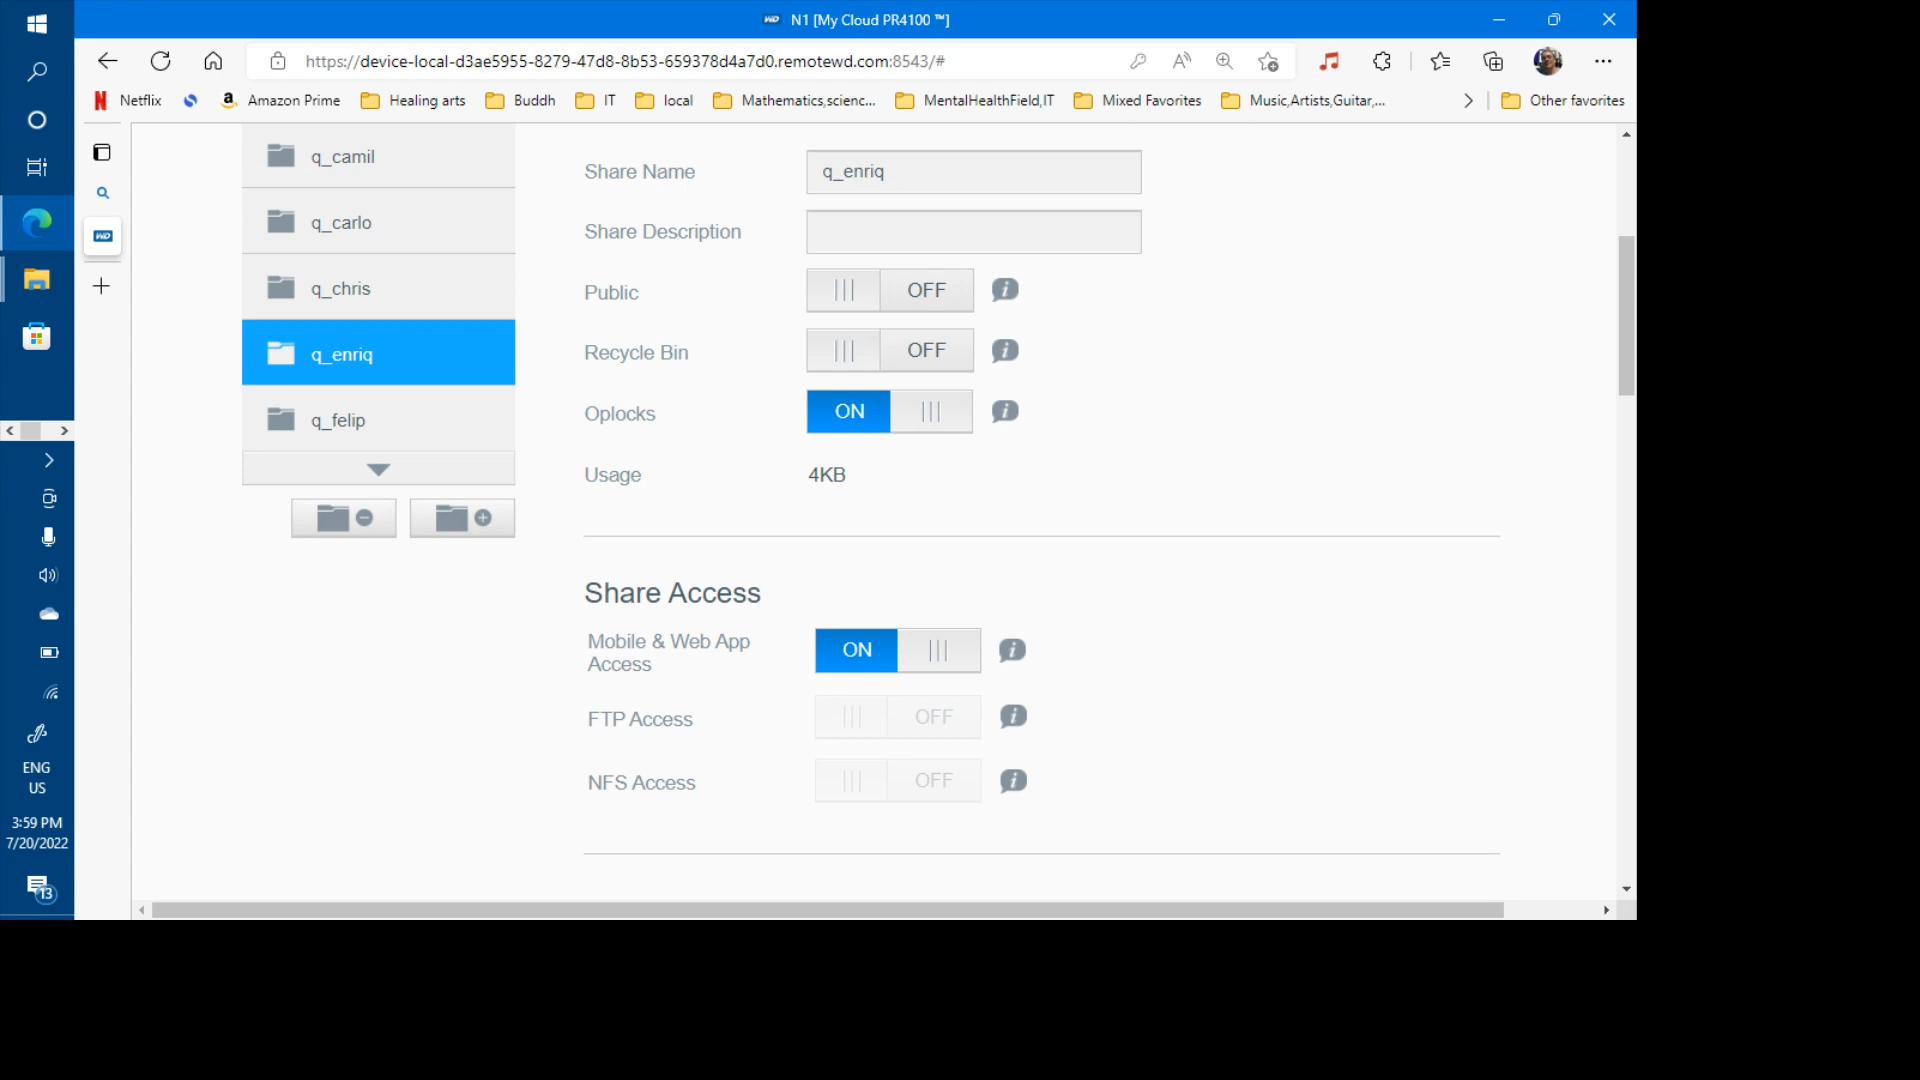 WD N1 [My Cloud PR4100 ™]
https://device-local-d3ae5955-8279-47d8-8b53-659378d4a7d0.remotewd.com:8543/#
N Netflix a Amazon Prime Healing arts Buddh IT local Mathematics,scienc... MentalHealthField,IT Mixed Favorites Music,Artists,Guitar,... Other favorites
WD
q_camil
q_carlo
q_chris
q_enriq
q_felip
Share Name q_enriq
Share Description
Public OFF
Recycle Bin OFF
Oplocks ON
Usage 4KB
Share Access
Mobile & Web App
Access ON
FTP Access OFF
NFS Access OFF
ENG
US
3:59 PM
7/20/2022
13